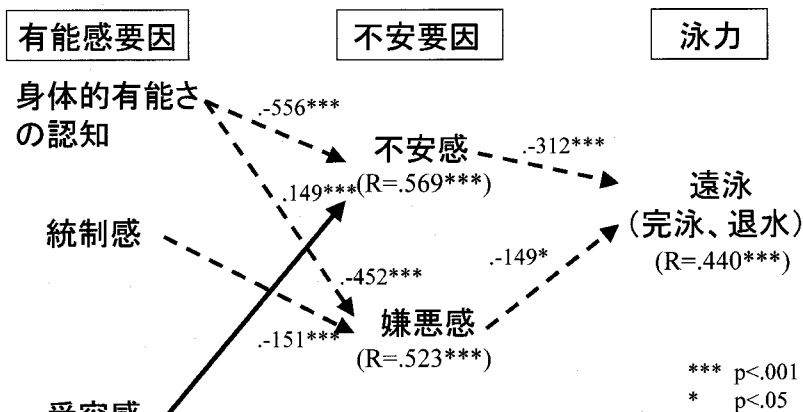 有能感要因
不安要因
泳力
身体的有能さ
の認知
.-556***
不安感
(R=.569***)
.-312***
.149***
遠泳
(完泳、退水)
(R=.440***)
統制感
.-452***
.-149*
.-151***
嫌悪感
(R=.523***)
*** p<.001
* p<.05